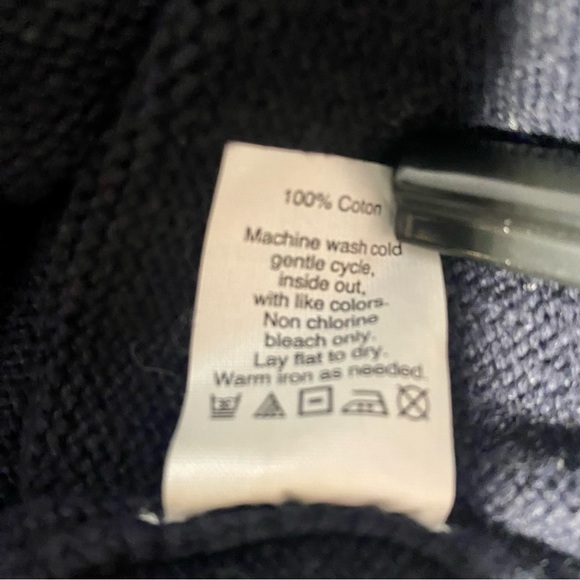 100% Coton
Machine wash cold
gentle cycle,
inside out,
with like colors.
Non chlorine
bleach only.
Lay flat to dry.
Warm iron as needed.